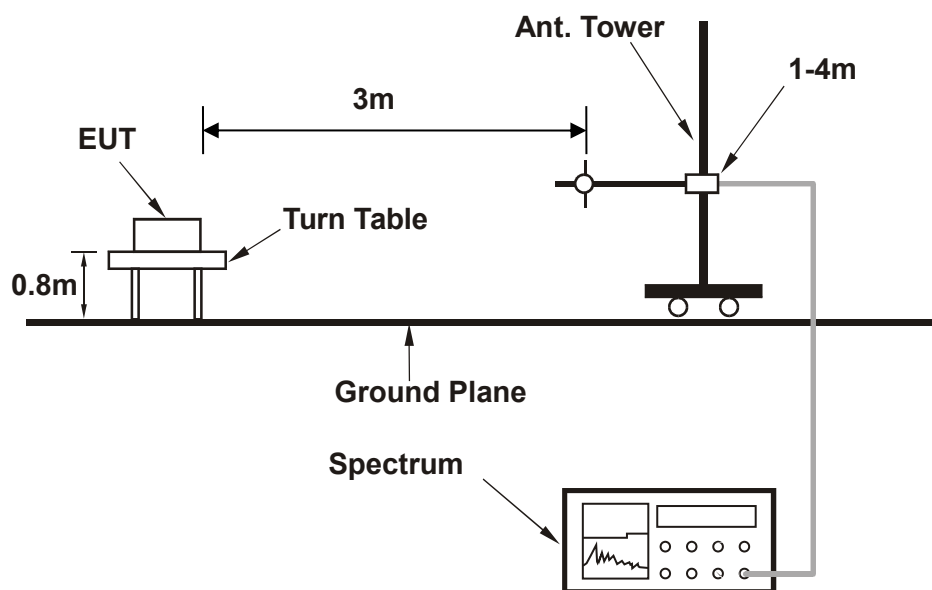 Ant. Tower
1-4m
3m
EUT
Turn Table
0.8m
Ground Plane
Spectrum